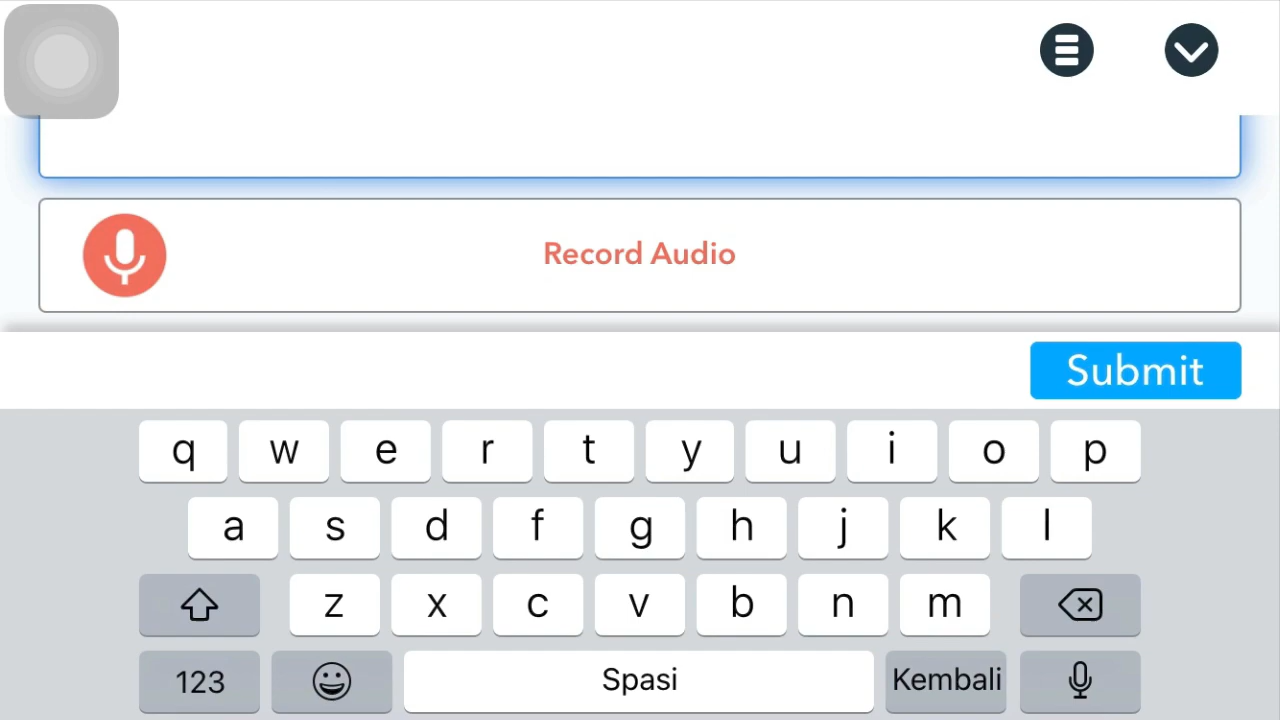 Record Audio
Submit
q w e r t y u i o p
a s d f g h j k l
z x c v b n m
123 Spasi Kembali